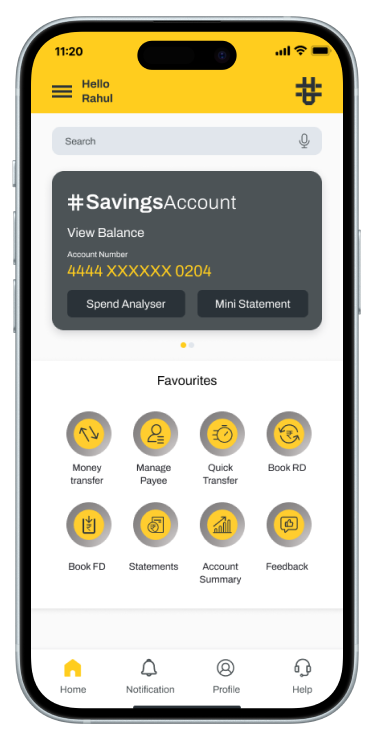 11:20
Hello
Rahul
Search
#SavingsAccount
View Balance
Account Number
4444 XXXXXX 0204
Spend Analyser
Mini Statement
Favourites
Money
transfer
Manage
Payee
Quick
Transfer
Book RD
Book FD
Statements
Account
Summary
Feedback
Home
Notification
Profile
Help